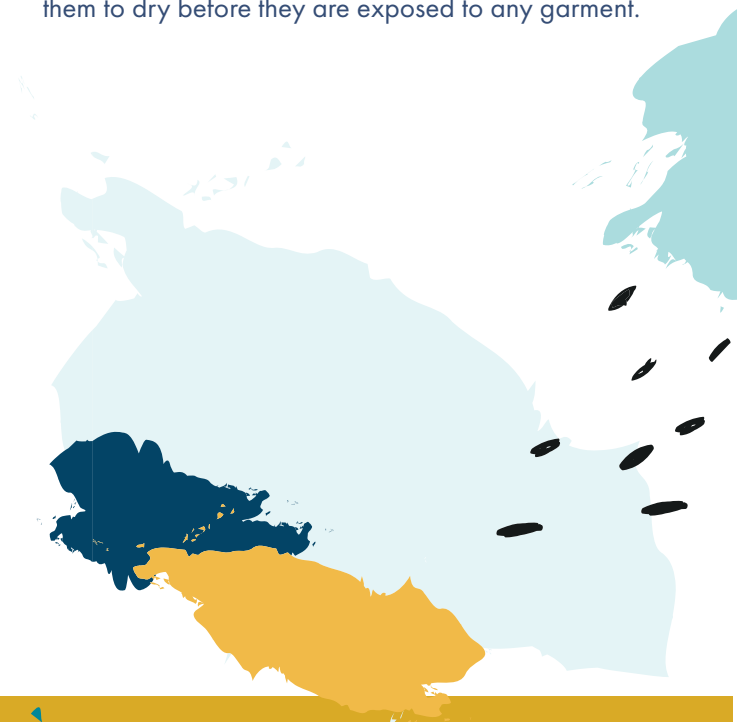 them to dry before they are exposed to any garment.